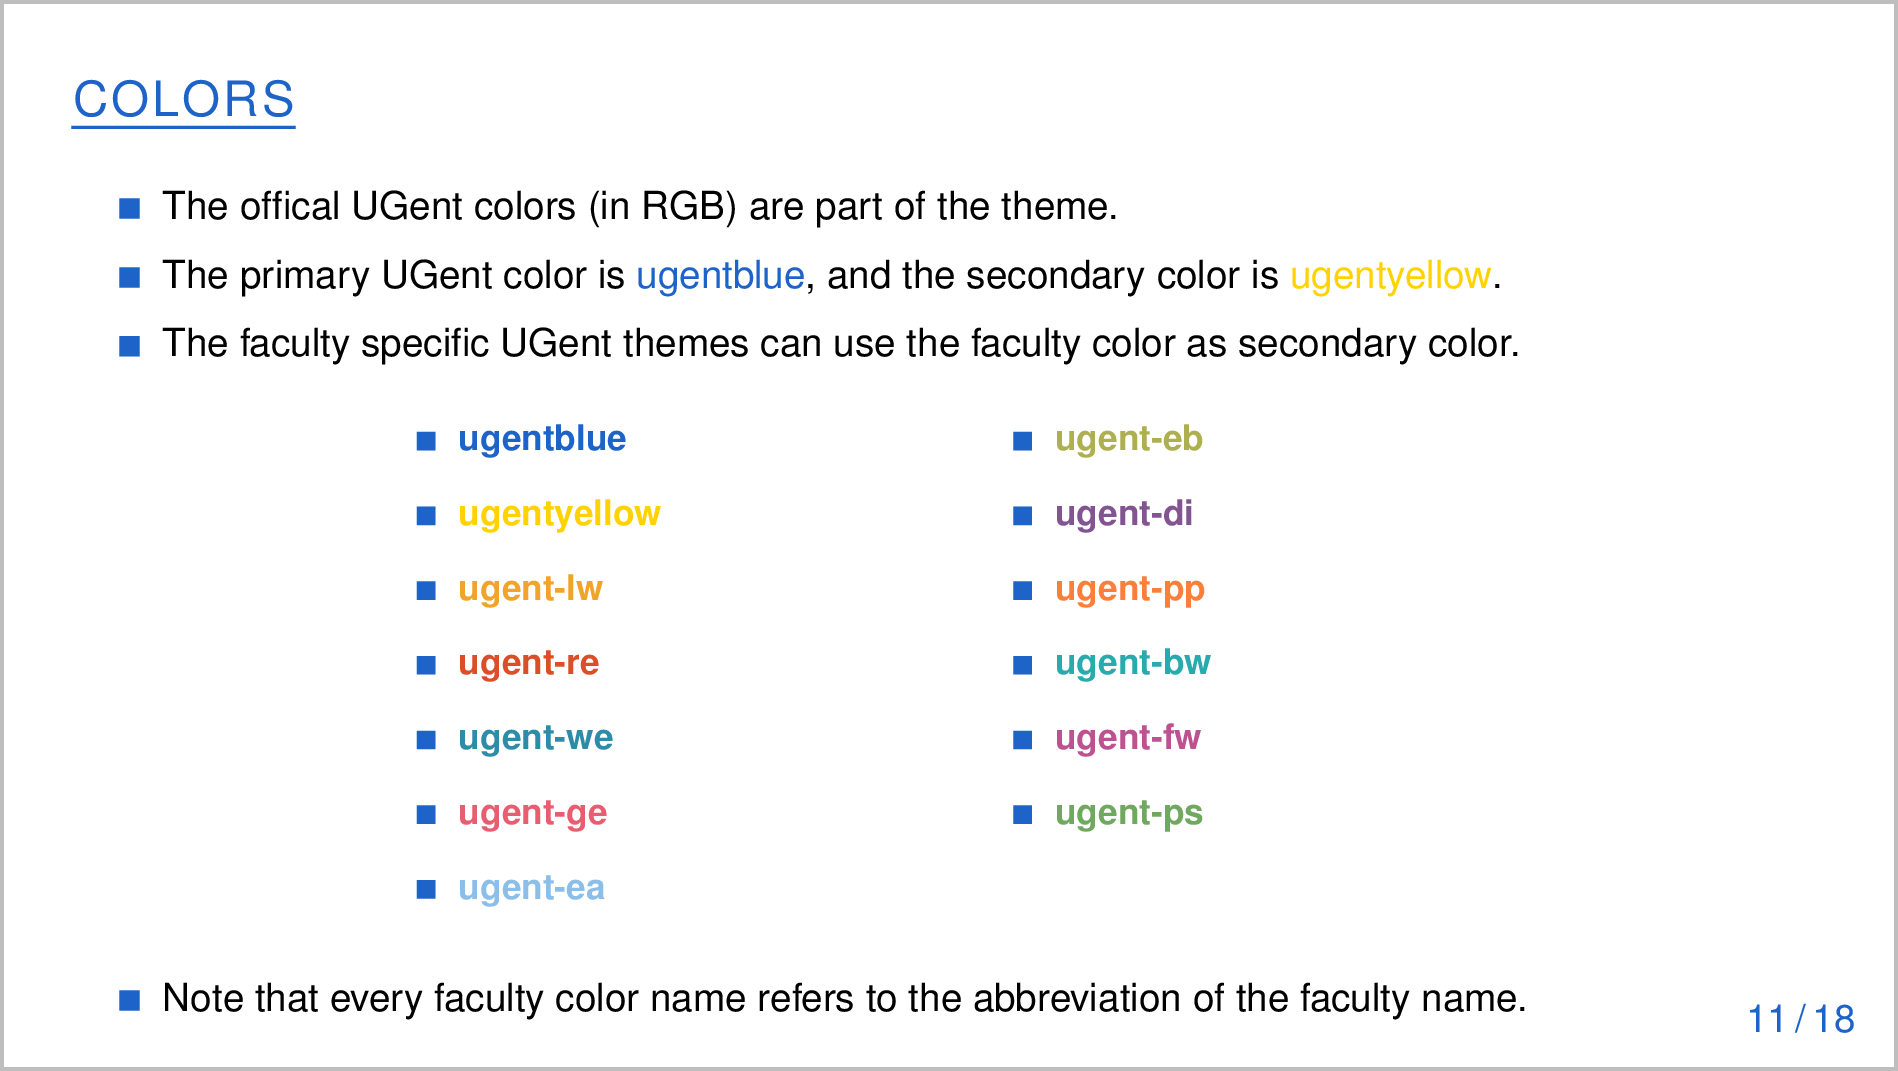 COLORS
The offical UGent colors (in RGB) are part of the theme.
The primary UGent color is ugentblue, and the secondary color is ugentyellow.
The faculty specific UGent themes can use the faculty color as secondary color.
ugentblue
ugentyellow
ugent-lw
ugent-re
ugent-we
ugent-ge
ugent-ea
ugent-eb
ugent-di
ugent-pp
ugent-bw
ugent-fw
ugent-ps
Note that every faculty color name refers to the abbreviation of the faculty name.
11 / 18